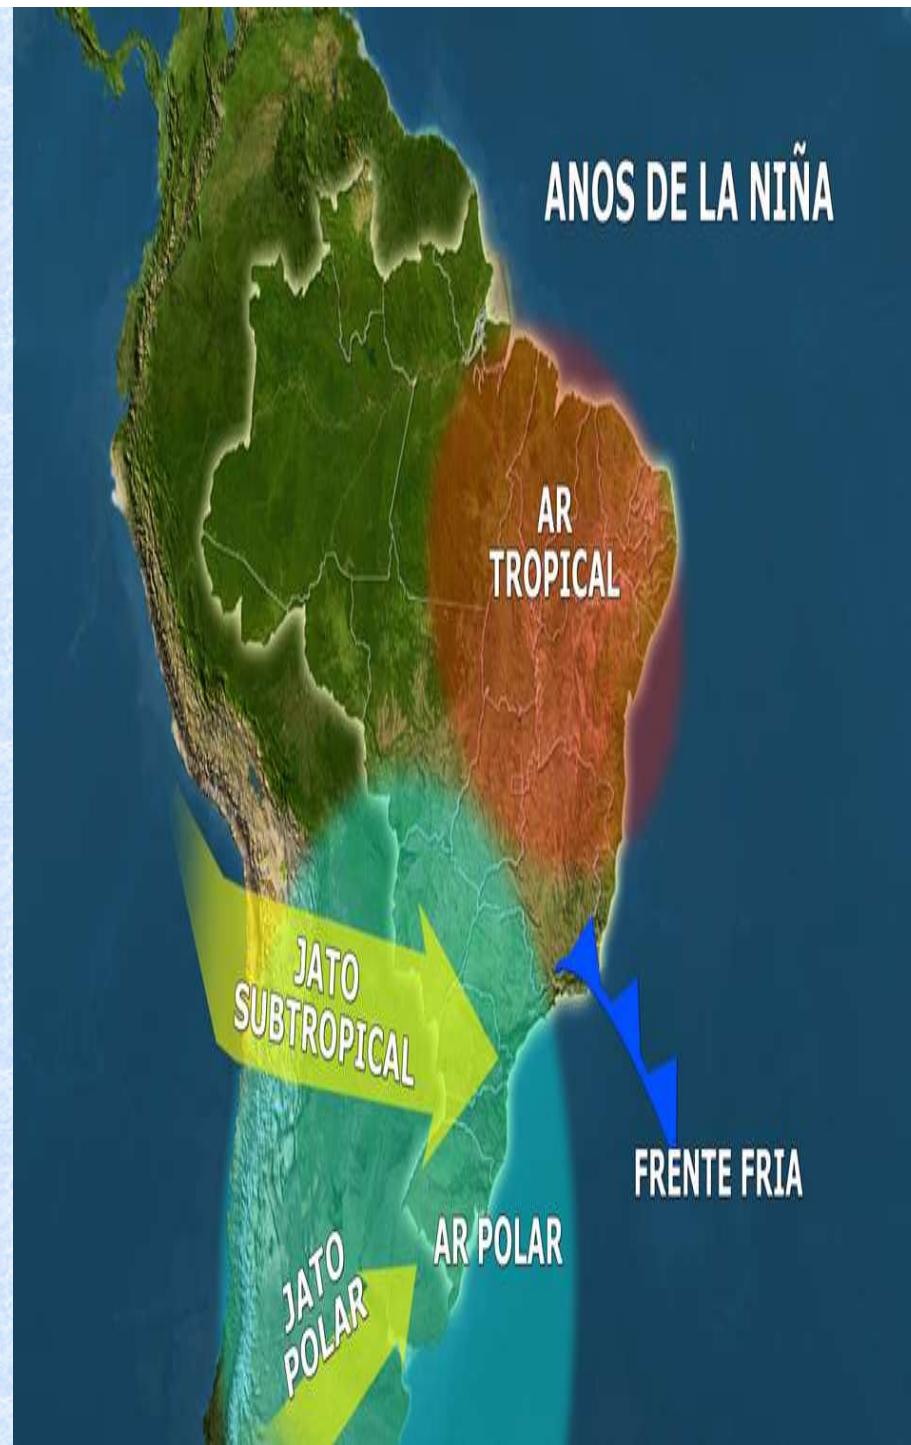 ANOS DE LA NIÑA
AR
TROPICAL
JATO
SUBTROPICAL
FRENTE FRIA
AR POLAR
JATO
POLAR